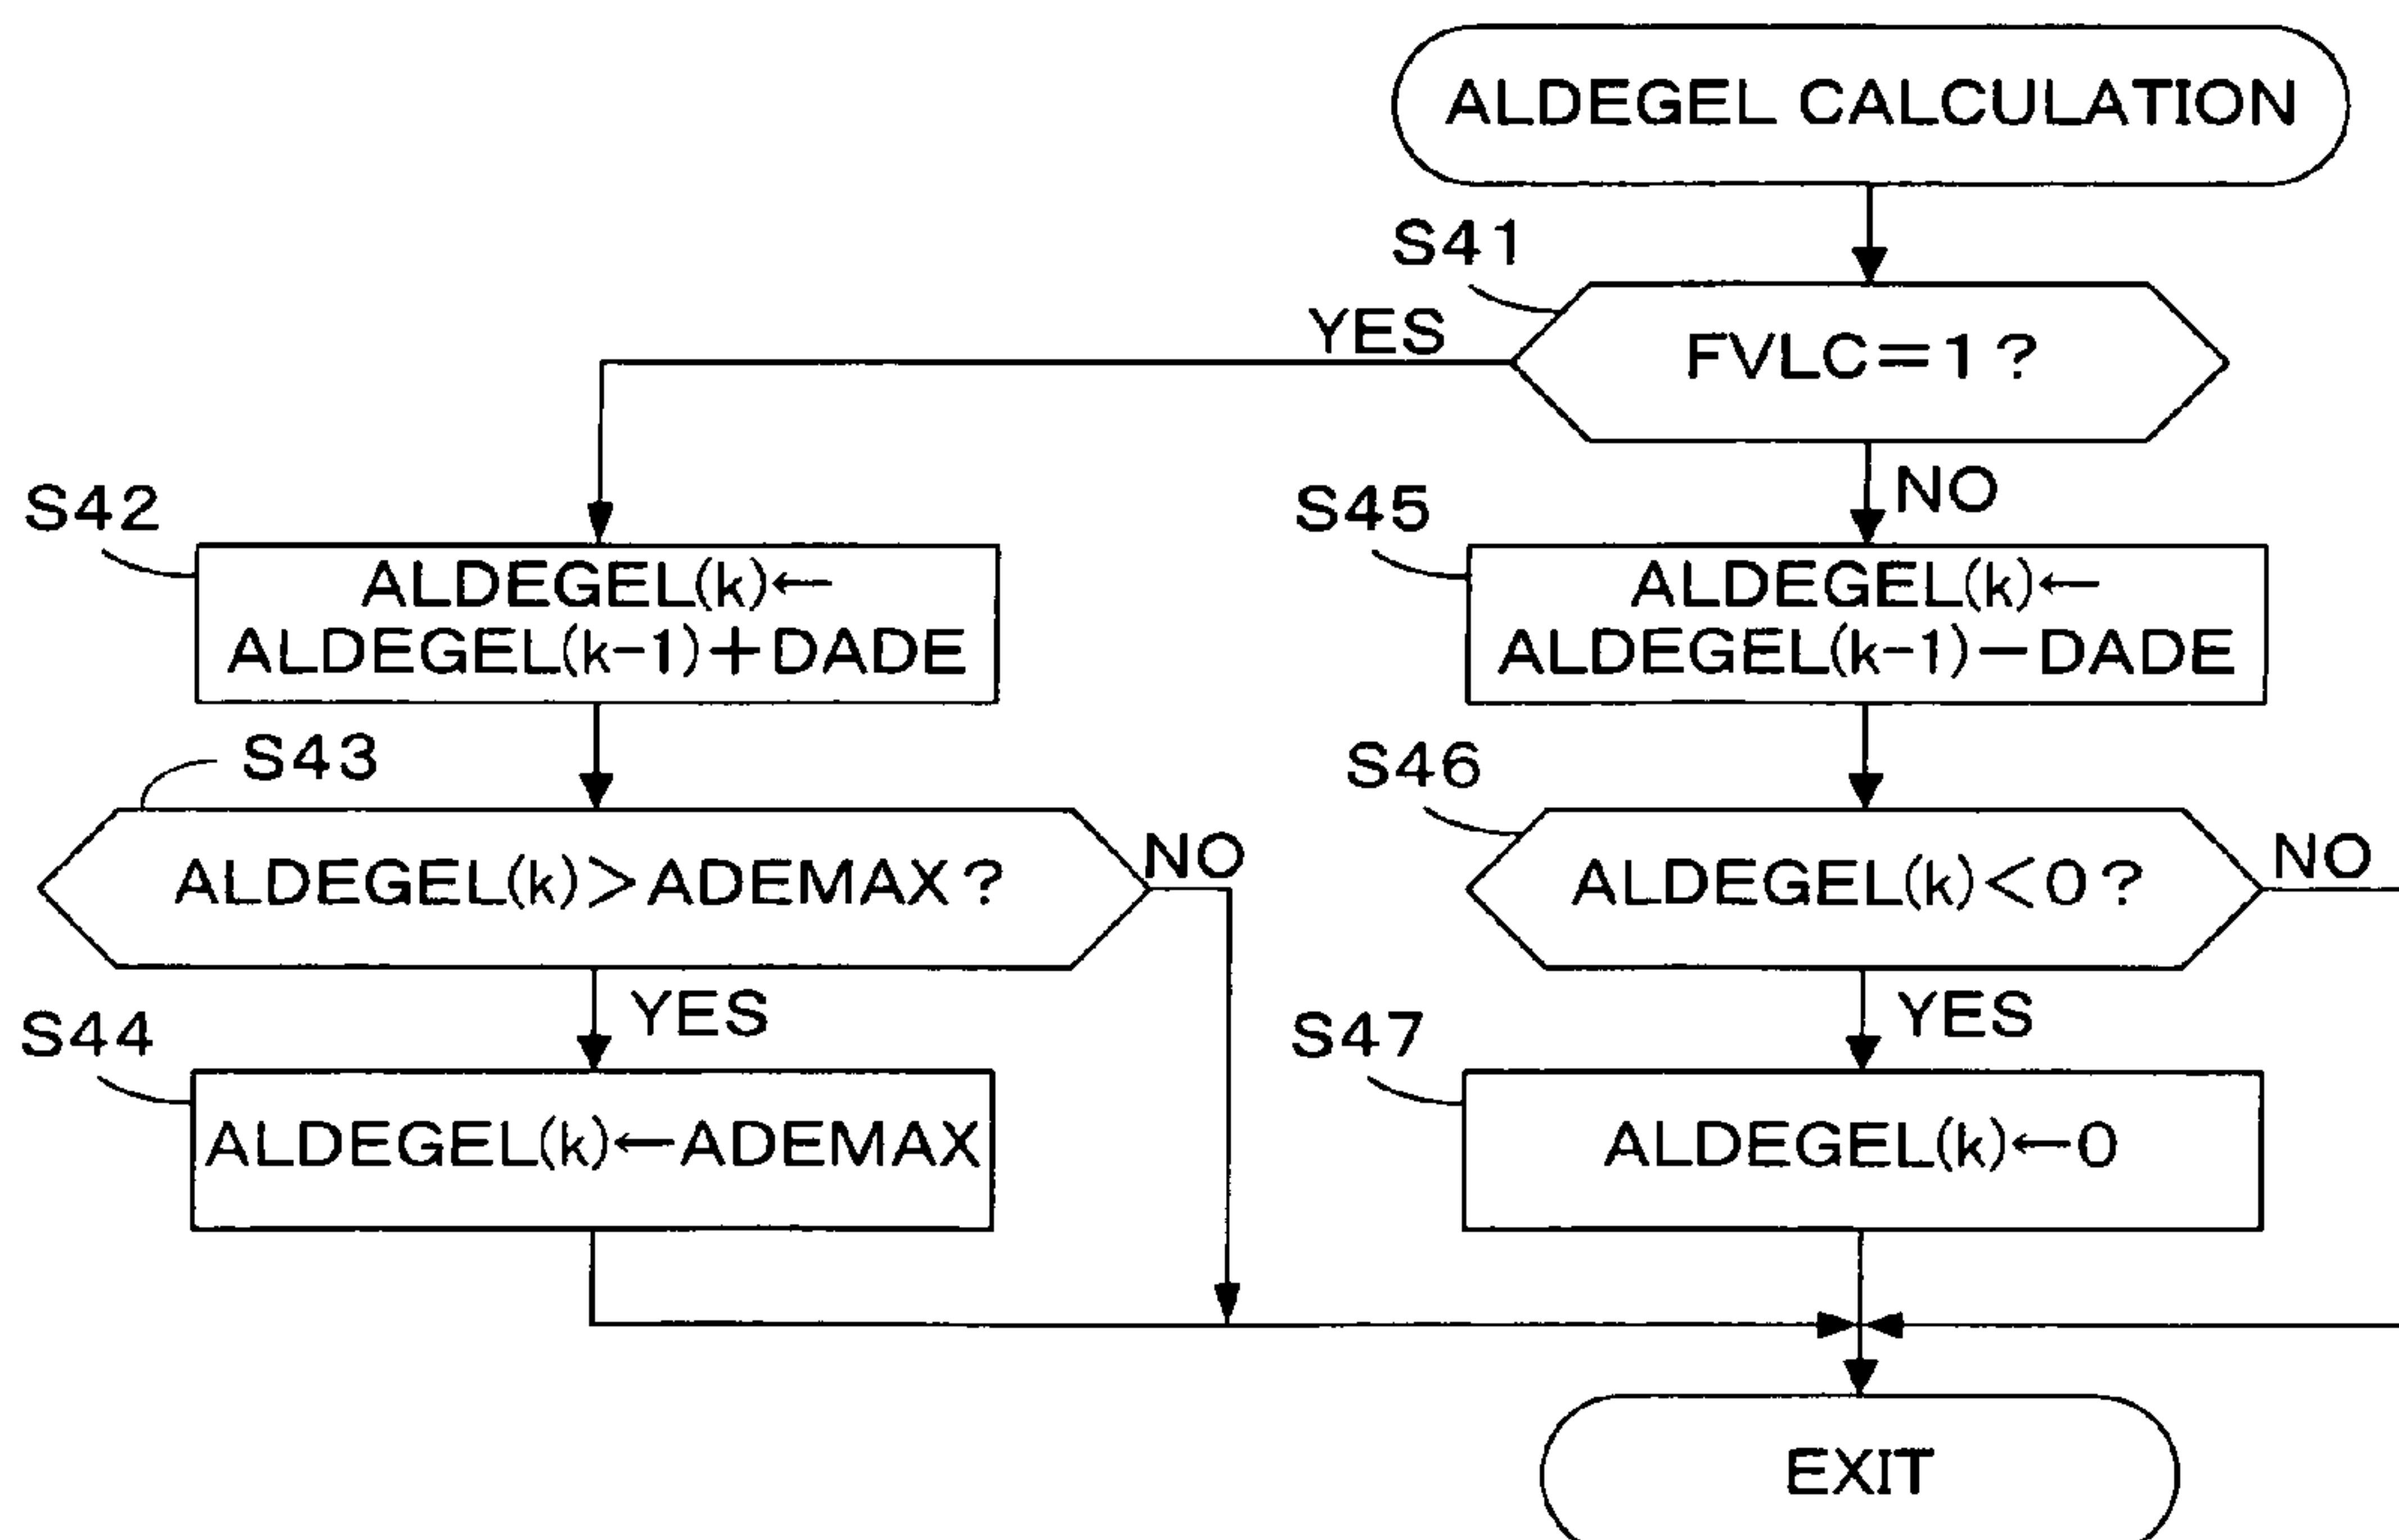 ALDEGEL CALCULATION
S41
FVLC=1?
YES
NO
S42
ALDEGEL(k)←
ALDEGEL(k-1)+DADE
S45
ALDEGEL(k)←
ALDEGEL(k-1)−DADE
S43
ALDEGEL(k)>ADEMAX?
NO
YES
S46
ALDEGEL(k)<0?
NO
YES
S44
ALDEGEL(k)←ADEMAX
S47
ALDEGEL(k)←0
EXIT